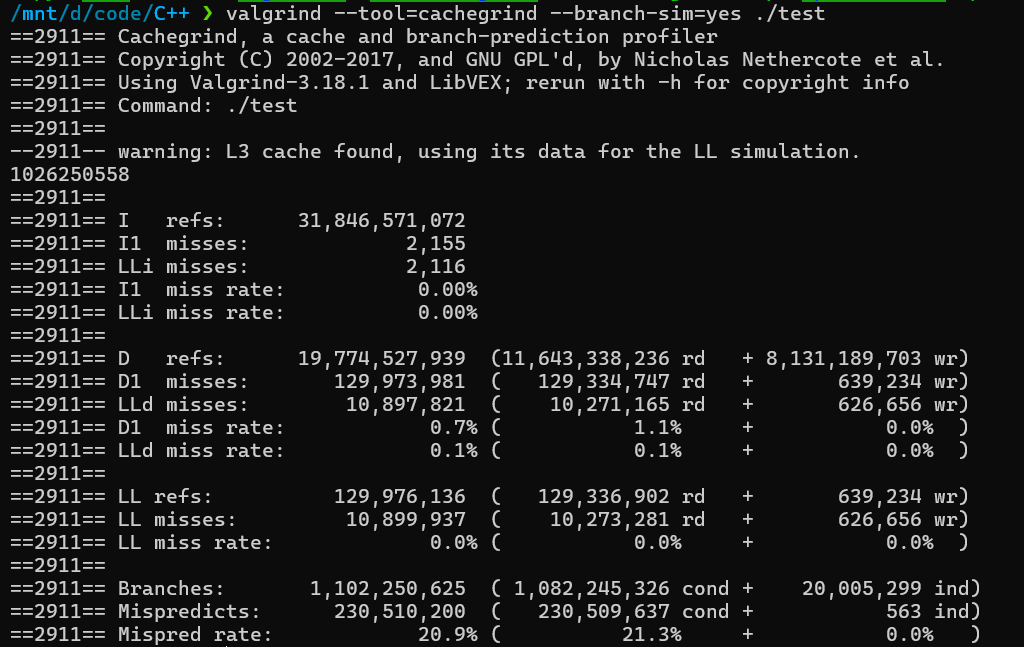 /mnt/d/code/C++ ❯ valgrind --tool=cachegrind --branch-sim=yes ./test
==2911== Cachegrind, a cache and branch-prediction profiler
==2911== Copyright (C) 2002-2017, and GNU GPL'd, by Nicholas Nethercote et al.
==2911== Using Valgrind-3.18.1 and LibVEX; rerun with -h for copyright info
==2911== Command: ./test
==2911==
--2911-- warning: L3 cache found, using its data for the LL simulation.
1026250558
==2911==
==2911== I   refs:      31,846,571,072
==2911== I1  misses:             2,155
==2911== LLi misses:             2,116
==2911== I1  miss rate:           0.00%
==2911== LLi miss rate:           0.00%
==2911==
==2911== D   refs:      19,774,527,939  (11,643,338,236 rd   + 8,131,189,703 wr)
==2911== D1  misses:       129,973,981  (   129,334,747 rd   +       639,234 wr)
==2911== LLd misses:        10,897,821  (    10,271,165 rd   +       626,656 wr)
==2911== D1  miss rate:            0.7% (           1.1%     +           0.0%  )
==2911== LLd miss rate:            0.1% (           0.1%     +           0.0%  )
==2911==
==2911== LL refs:          129,976,136  (   129,336,902 rd   +       639,234 wr)
==2911== LL misses:         10,899,937  (    10,273,281 rd   +       626,656 wr)
==2911== LL miss rate:             0.0% (           0.0%     +           0.0%  )
==2911==
==2911== Branches:       1,102,250,625  ( 1,082,245,326 cond +    20,005,299 ind)
==2911== Mispredicts:      230,510,200  (   230,509,637 cond +           563 ind)
==2911== Mispred rate:            20.9% (          21.3%     +           0.0%   )